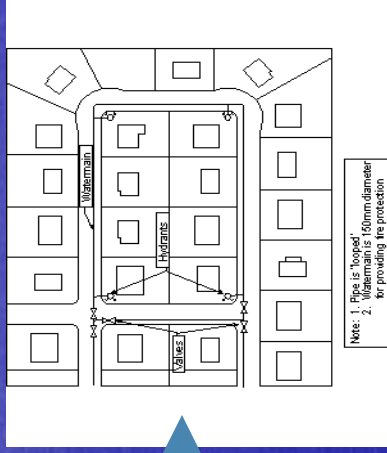 Watermain
Hydrants
Valves
Note: 1. Pipe is "looped"
2. Watermain is 150mm diameter
for providing fire protection